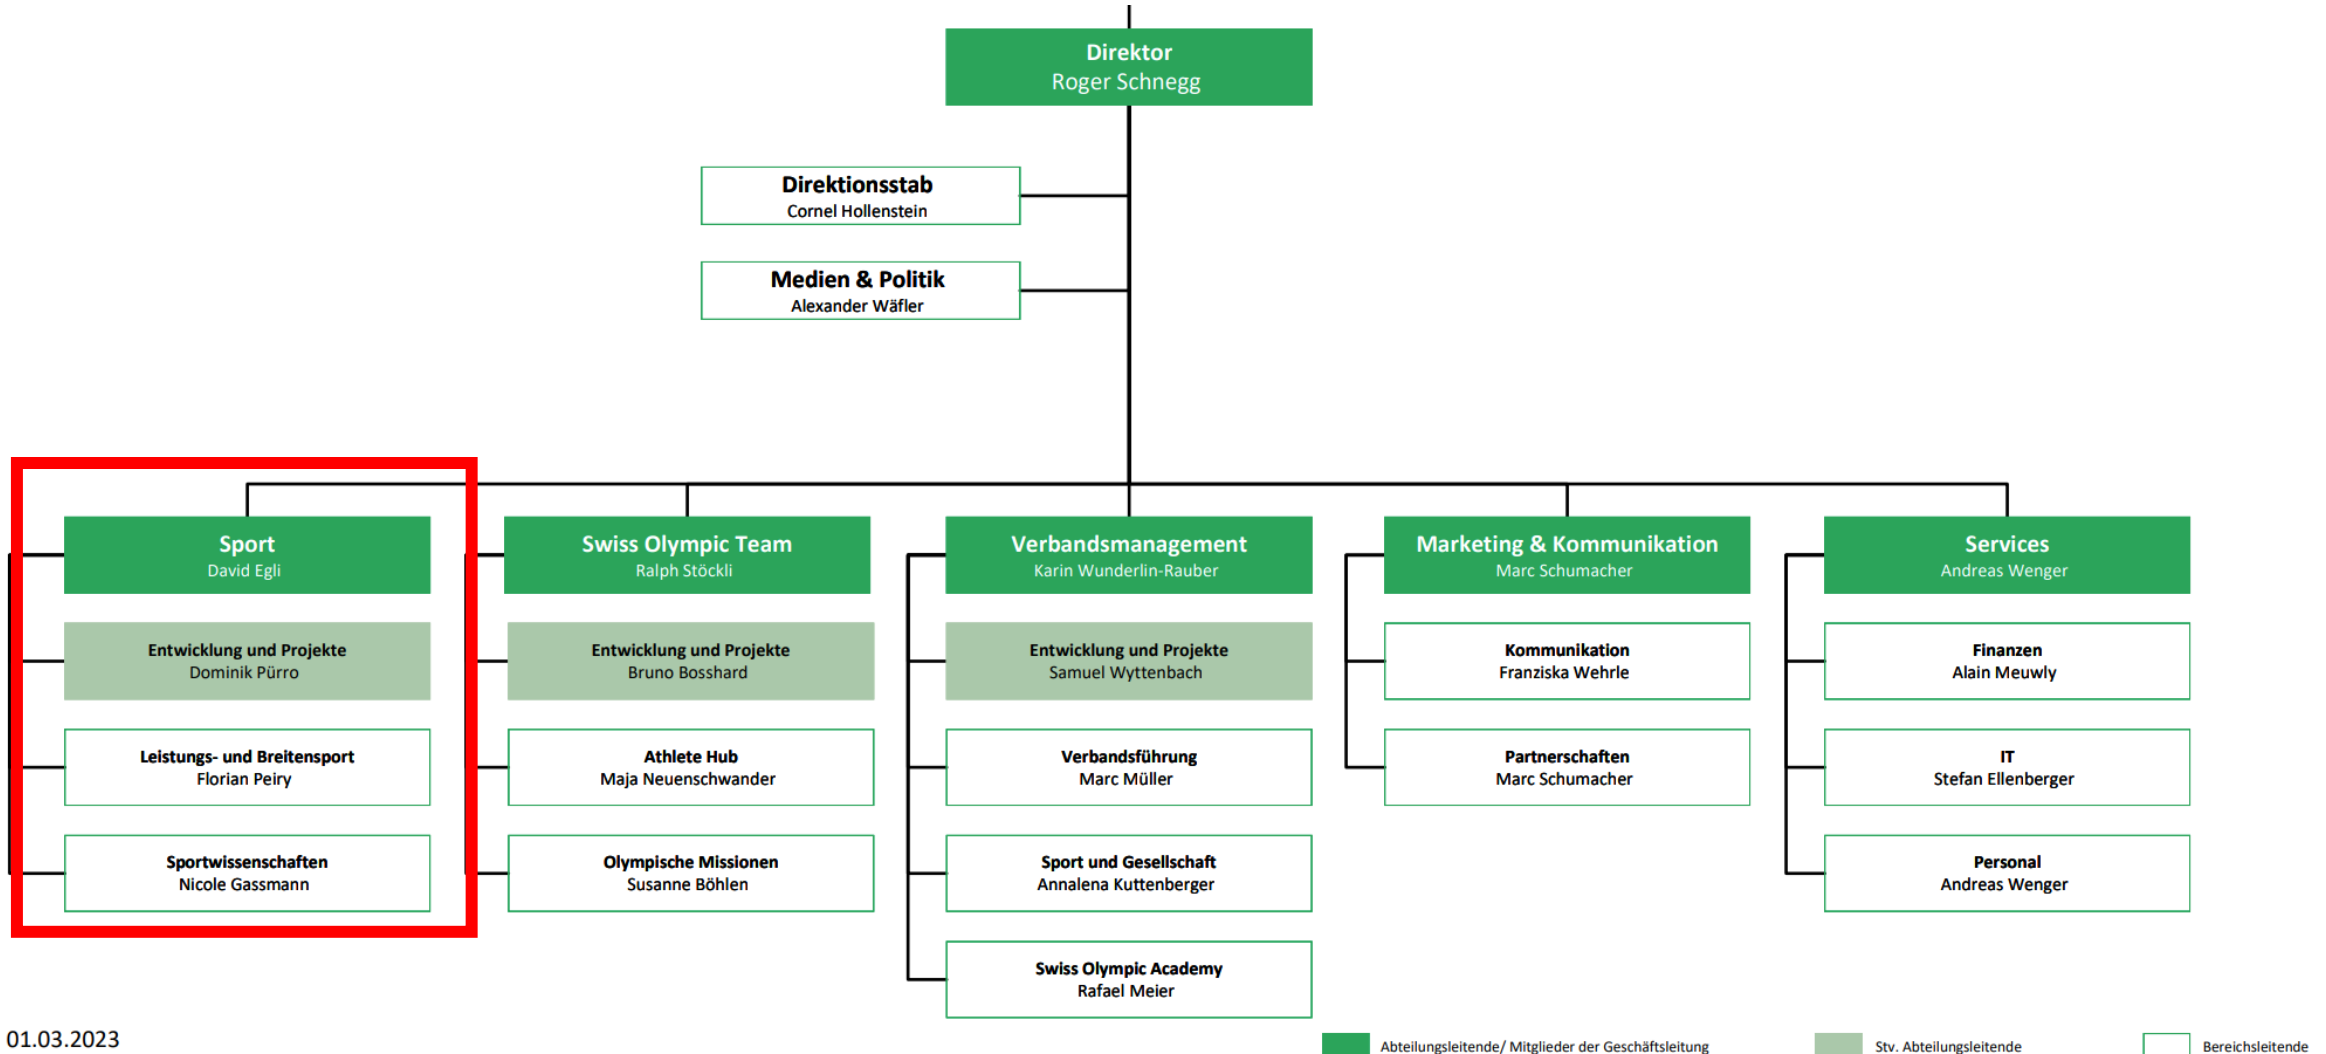 Direktor
Roger Schnegg
Direktionsstab
Cornel Hollenstein
Medien & Politik
Alexander Wäfler
Sport
David Egli
Entwicklung und Projekte
Dominik Pürro
Leistungs- und Breitensport
Florian Peiry
Sportwissenschaften
Nicole Gassmann
Swiss Olympic Team
Ralph Stöckli
Entwicklung und Projekte
Bruno Bosshard
Athlete Hub
Maja Neuenschwander
Olympische Missionen
Susanne Böhlen
Verbandsmanagement
Karin Wunderlin-Rauber
Entwicklung und Projekte
Samuel Wyttenbach
Verbandsführung
Marc Müller
Sport und Gesellschaft
Annalena Kuttenberger
Swiss Olympic Academy
Rafael Meier
Marketing & Kommunikation
Marc Schumacher
Kommunikation
Franziska Wehrle
Partnerschaften
Marc Schumacher
Services
Andreas Wenger
Finanzen
Alain Meuwly
IT
Stefan Ellenberger
Personal
Andreas Wenger
01.03.2023
Abteilungsleitende/ Mitglieder der Geschäftsleitung
Stv. Abteilungsleitende
Bereichsleitende